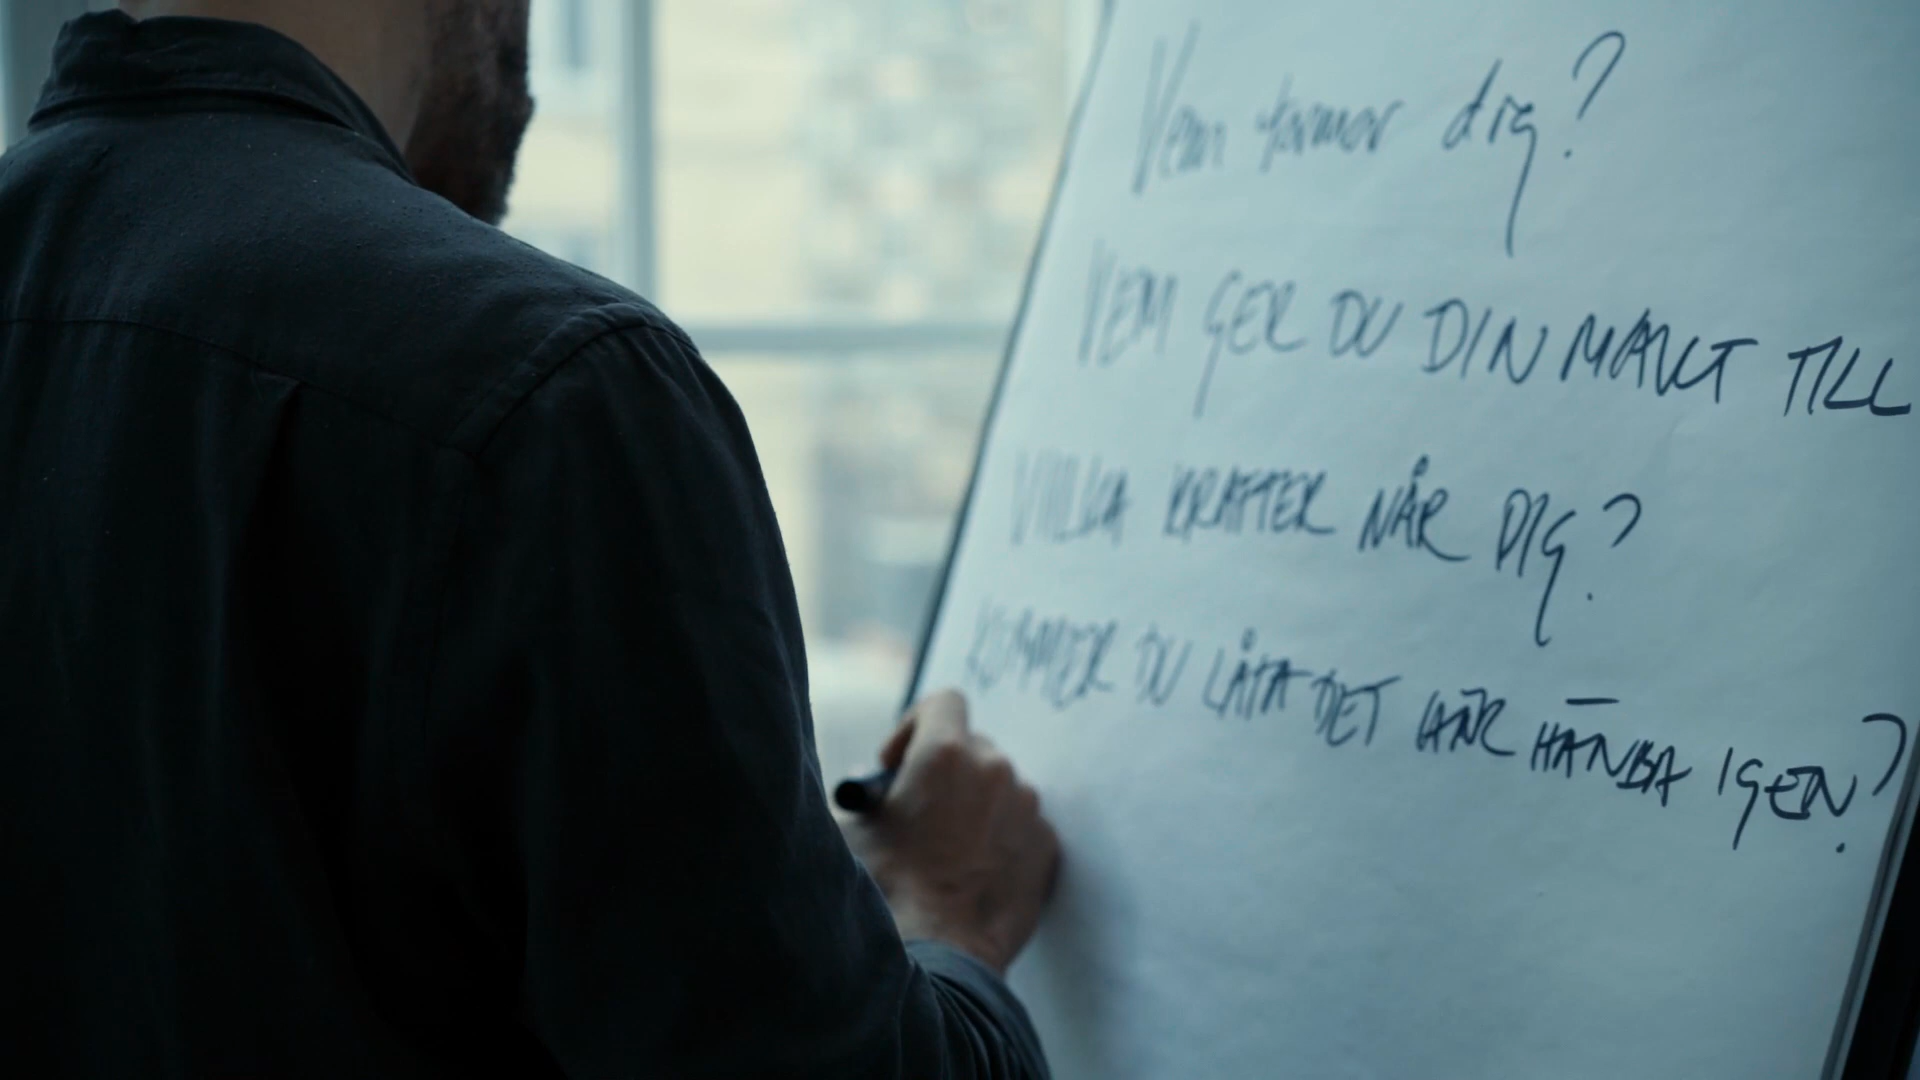 Vem formar dig?
VEM GER DU DIN MAKT TILL
VILKA KRAFTER NÅR DIG?
KOMMER DU LÅTA DET HÄR HÄNDA IGEN?